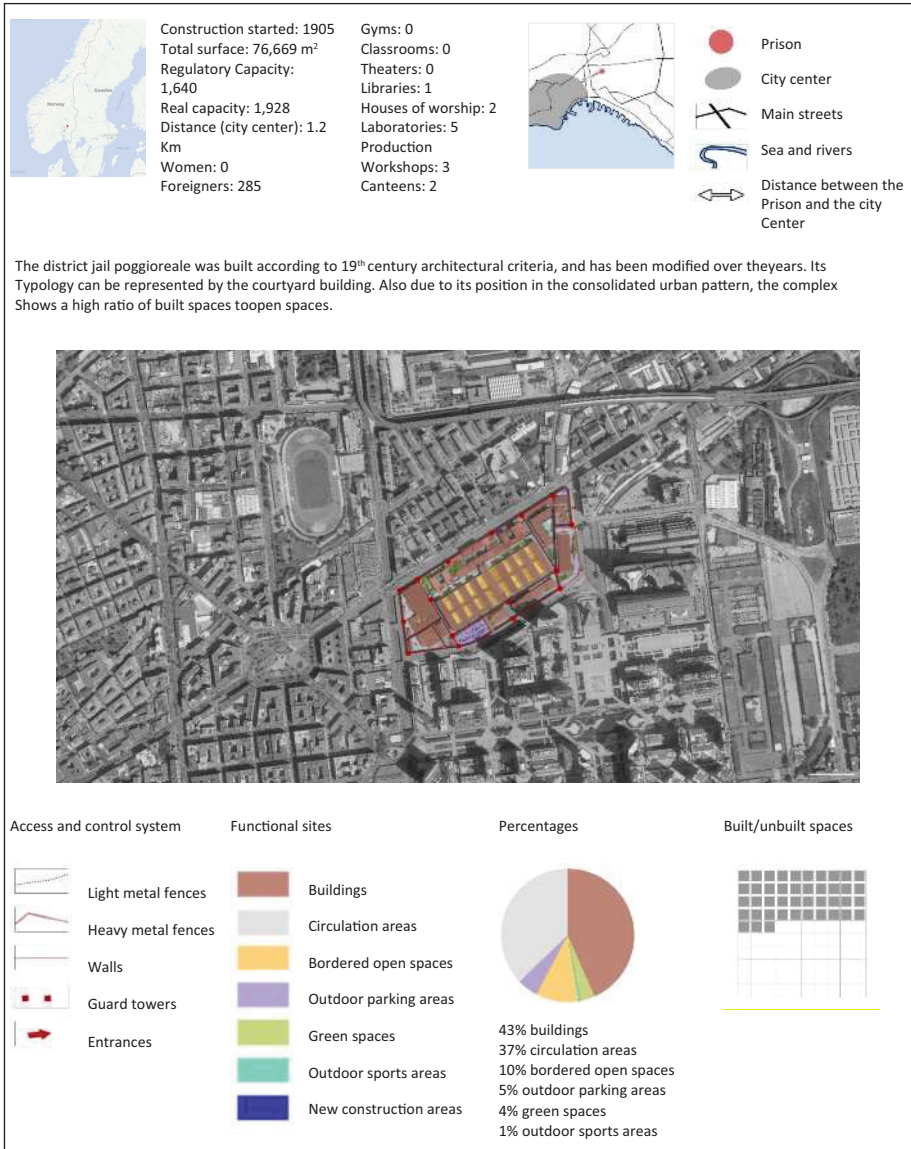 Norway
Sweden
Construction started: 1905
Total surface: 76,669 m²
Regulatory Capacity:
1,640
Real capacity: 1,928
Distance (city center): 1.2
Km
Women: 0
Foreigners: 285
Gyms: 0
Classrooms: 0
Theaters: 0
Libraries: 1
Houses of worship: 2
Laboratories: 5
Production
Workshops: 3
Canteens: 2
Prison
City center
Main streets
Sea and rivers
Distance between the
Prison and the city
Center
The district jail poggioreale was built according to 19th century architectural criteria, and has been modified over theyears. Its
Typology can be represented by the courtyard building. Also due to its position in the consolidated urban pattern, the complex
Shows a high ratio of built spaces toopen spaces.
Access and control system
Light metal fences
Heavy metal fences
Walls
Guard towers
Entrances
Functional sites
Buildings
Circulation areas
Bordered open spaces
Outdoor parking areas
Green spaces
Outdoor sports areas
New construction areas
Percentages
43% buildings
37% circulation areas
10% bordered open spaces
5% outdoor parking areas
4% green spaces
1% outdoor sports areas
Built/unbuilt spaces